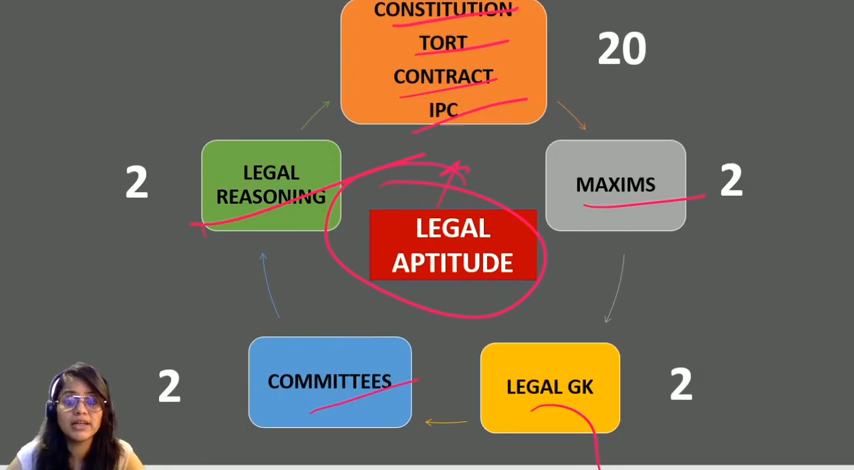 CONSTITUTION
TORT
CONTRACT
IPC
20
LEGAL
REASONING
2
MAXIMS
2
LEGAL
APTITUDE
COMMITTEES
2
LEGAL GK
2